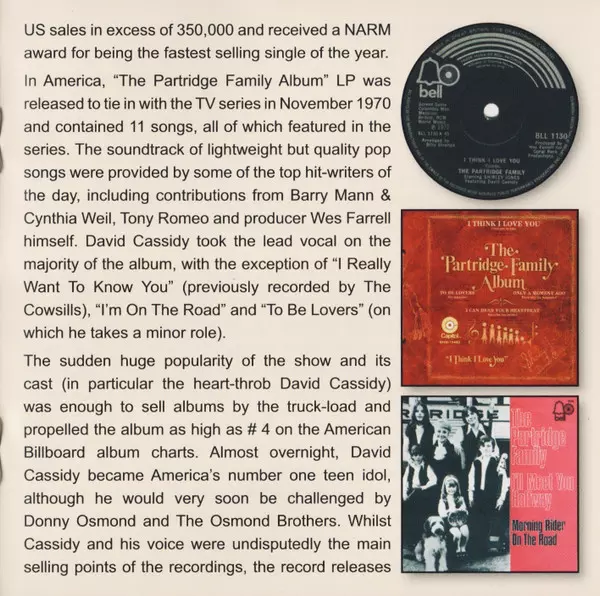 US sales in excess of 350,000 and received a NARM
award for being the fastest selling single of the year.
In America, “The Partridge Family Album” LP was
released to tie in with the TV series in November 1970
and contained 11 songs, all of which featured in the
series. The soundtrack of lightweight but quality pop
songs were provided by some of the top hit-writers of
the day, including contributions from Barry Mann &
Cynthia Weil, Tony Romeo and producer Wes Farrell
himself. David Cassidy took the lead vocal on the
majority of the album, with the exception of “I Really
Want To Know You” (previously recorded by The
Cowsills), “I’m On The Road” and “To Be Lovers” (on
which he takes a minor role).
The sudden huge popularity of the show and its
cast (in particular the heart-throb David Cassidy)
was enough to sell albums by the truck-load and
propelled the album as high as # 4 on the American
Billboard album charts. Almost overnight, David
Cassidy became America’s number one teen idol,
although he would very soon be challenged by
Donny Osmond and The Osmond Brothers. Whilst
Cassidy and his voice were undisputedly the main
selling points of the recordings, the record releases
bell
BLL 1130
I THINK I LOVE YOU
THE PARTRIDGE FAMILY
I THINK I LOVE YOU
The
Partridge Family
Album
TO BE LOVERS
ONLY A MOMENT AGO
I CAN HEAR YOUR HEARTBEAT
Capitol
“I Think I Love You”
bell
The
Partridge
Family
I'll Meet You
Halfway
Morning Rider
On The Road